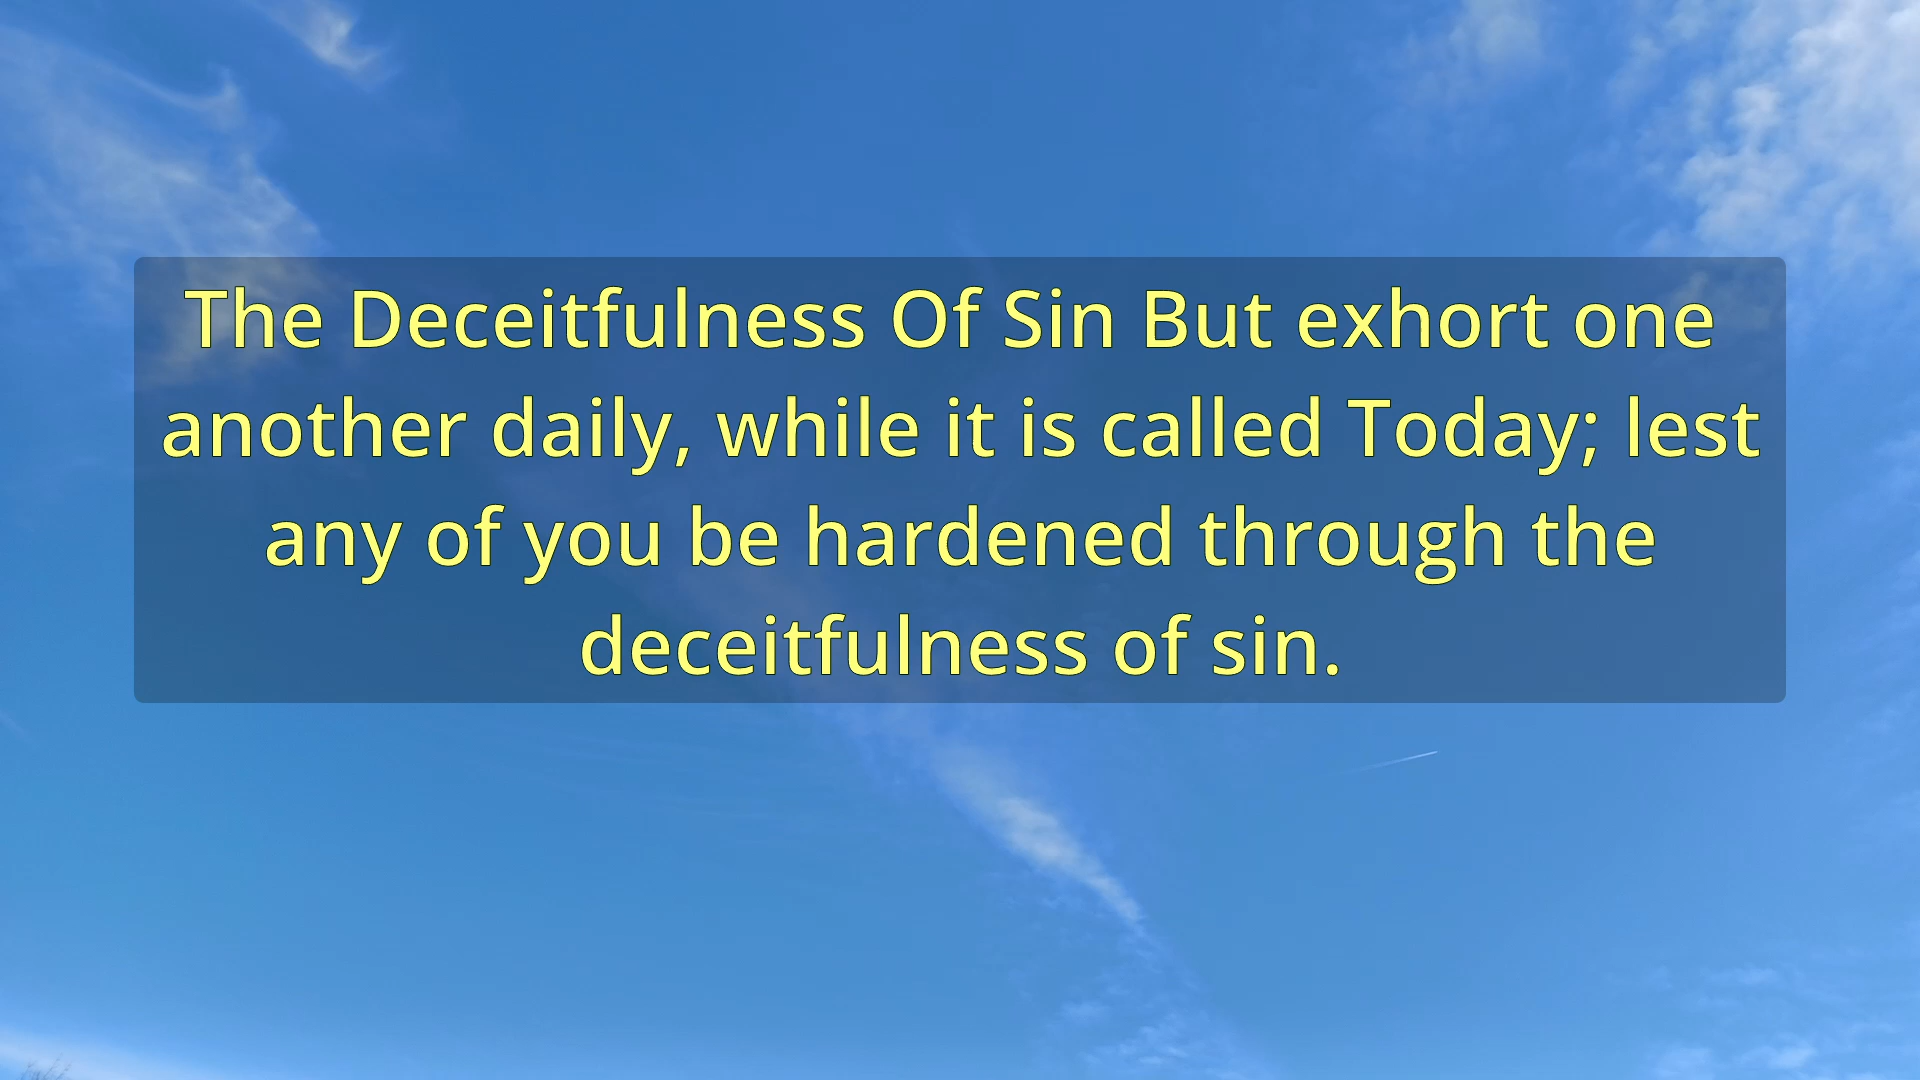 The Deceitfulness Of Sin But exhort one
another daily, while it is called Today; lest
any of you be hardened through the
deceitfulness of sin.